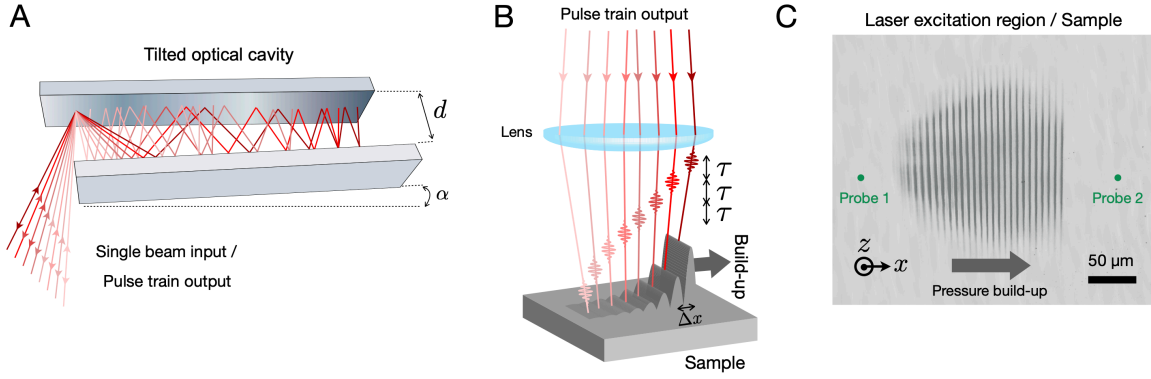 A
Tilted optical cavity
d
α
Single beam input /
Pulse train output
B
Pulse train output
Lens
τ
τ
τ
Build-up
Δx
Sample
C
Laser excitation region / Sample
Probe 1
Probe 2
z
x
50 μm
Pressure build-up